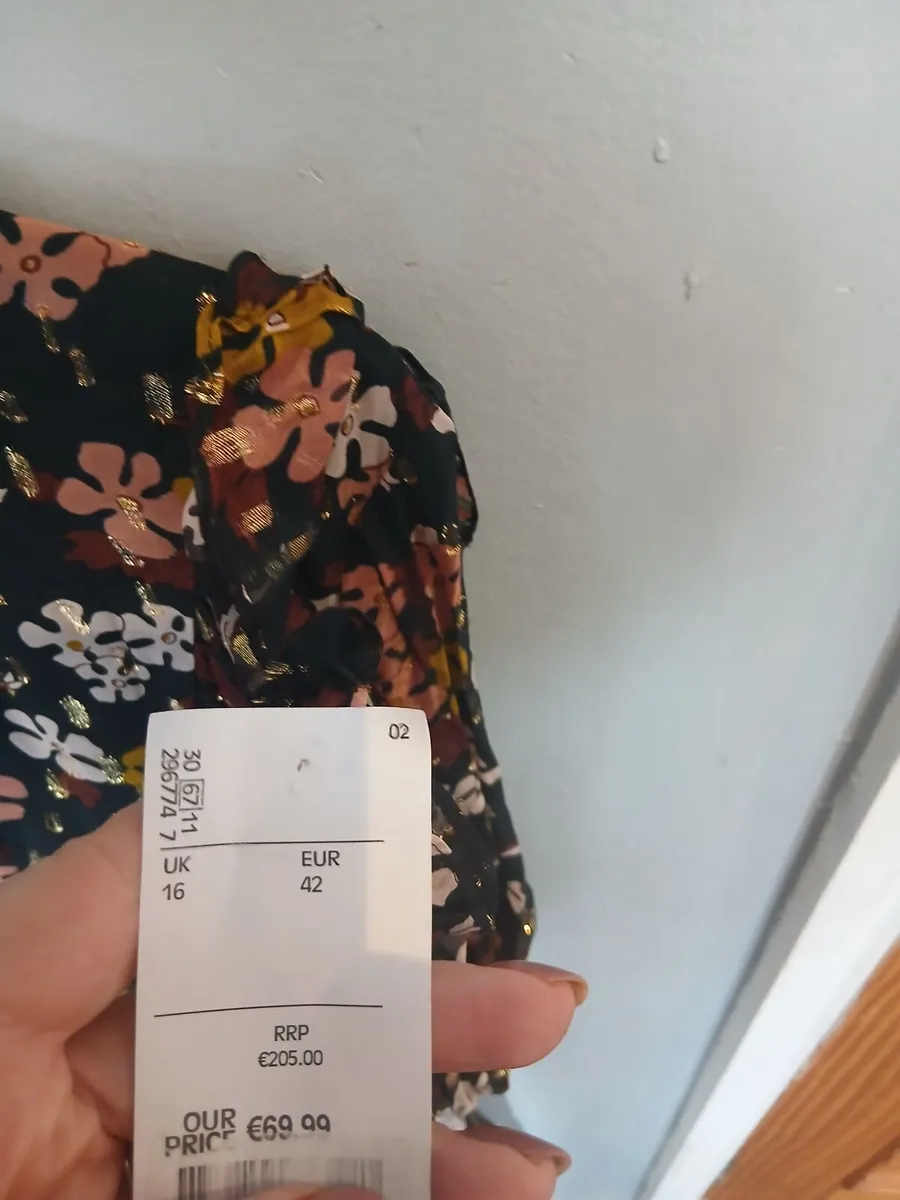 02
30 67 11
296774 7
UK EUR
16 42
RRP
€205.00
OUR
PRICE €69.99